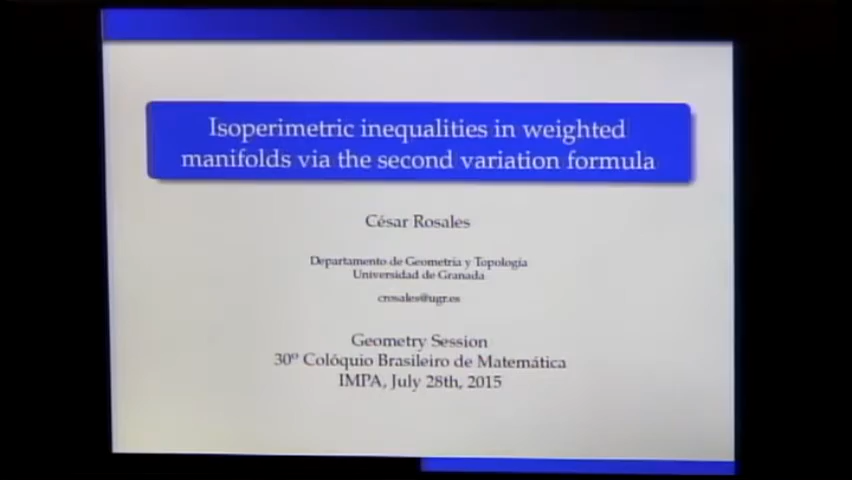 Isoperimetric inequalities in weighted
manifolds via the second variation formula
César Rosales
Departamento de Geometría y Topología
Universidad de Granada
crosales@ugr.es
Geometry Session
30º Colóquio Brasileiro de Matemática
IMPA, July 28th, 2015